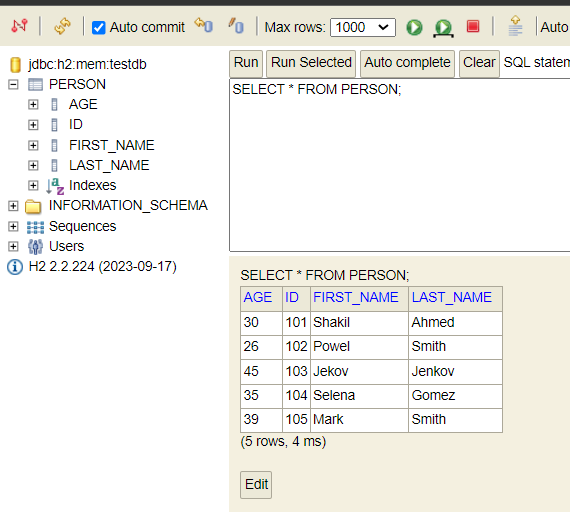 Auto commit Max rows: 1000 Auto
jdbc:h2:mem:testdb
PERSON
AGE
ID
FIRST_NAME
LAST_NAME
Indexes
INFORMATION_SCHEMA
Sequences
Users
H2 2.2.224 (2023-09-17)
Run Run Selected Auto complete Clear SQL statem
SELECT * FROM PERSON;
SELECT * FROM PERSON;
AGE ID FIRST_NAME LAST_NAME
30 101 Shakil Ahmed
26 102 Powel Smith
45 103 Jekov Jenkov
35 104 Selena Gomez
39 105 Mark Smith
(5 rows, 4 ms)
Edit